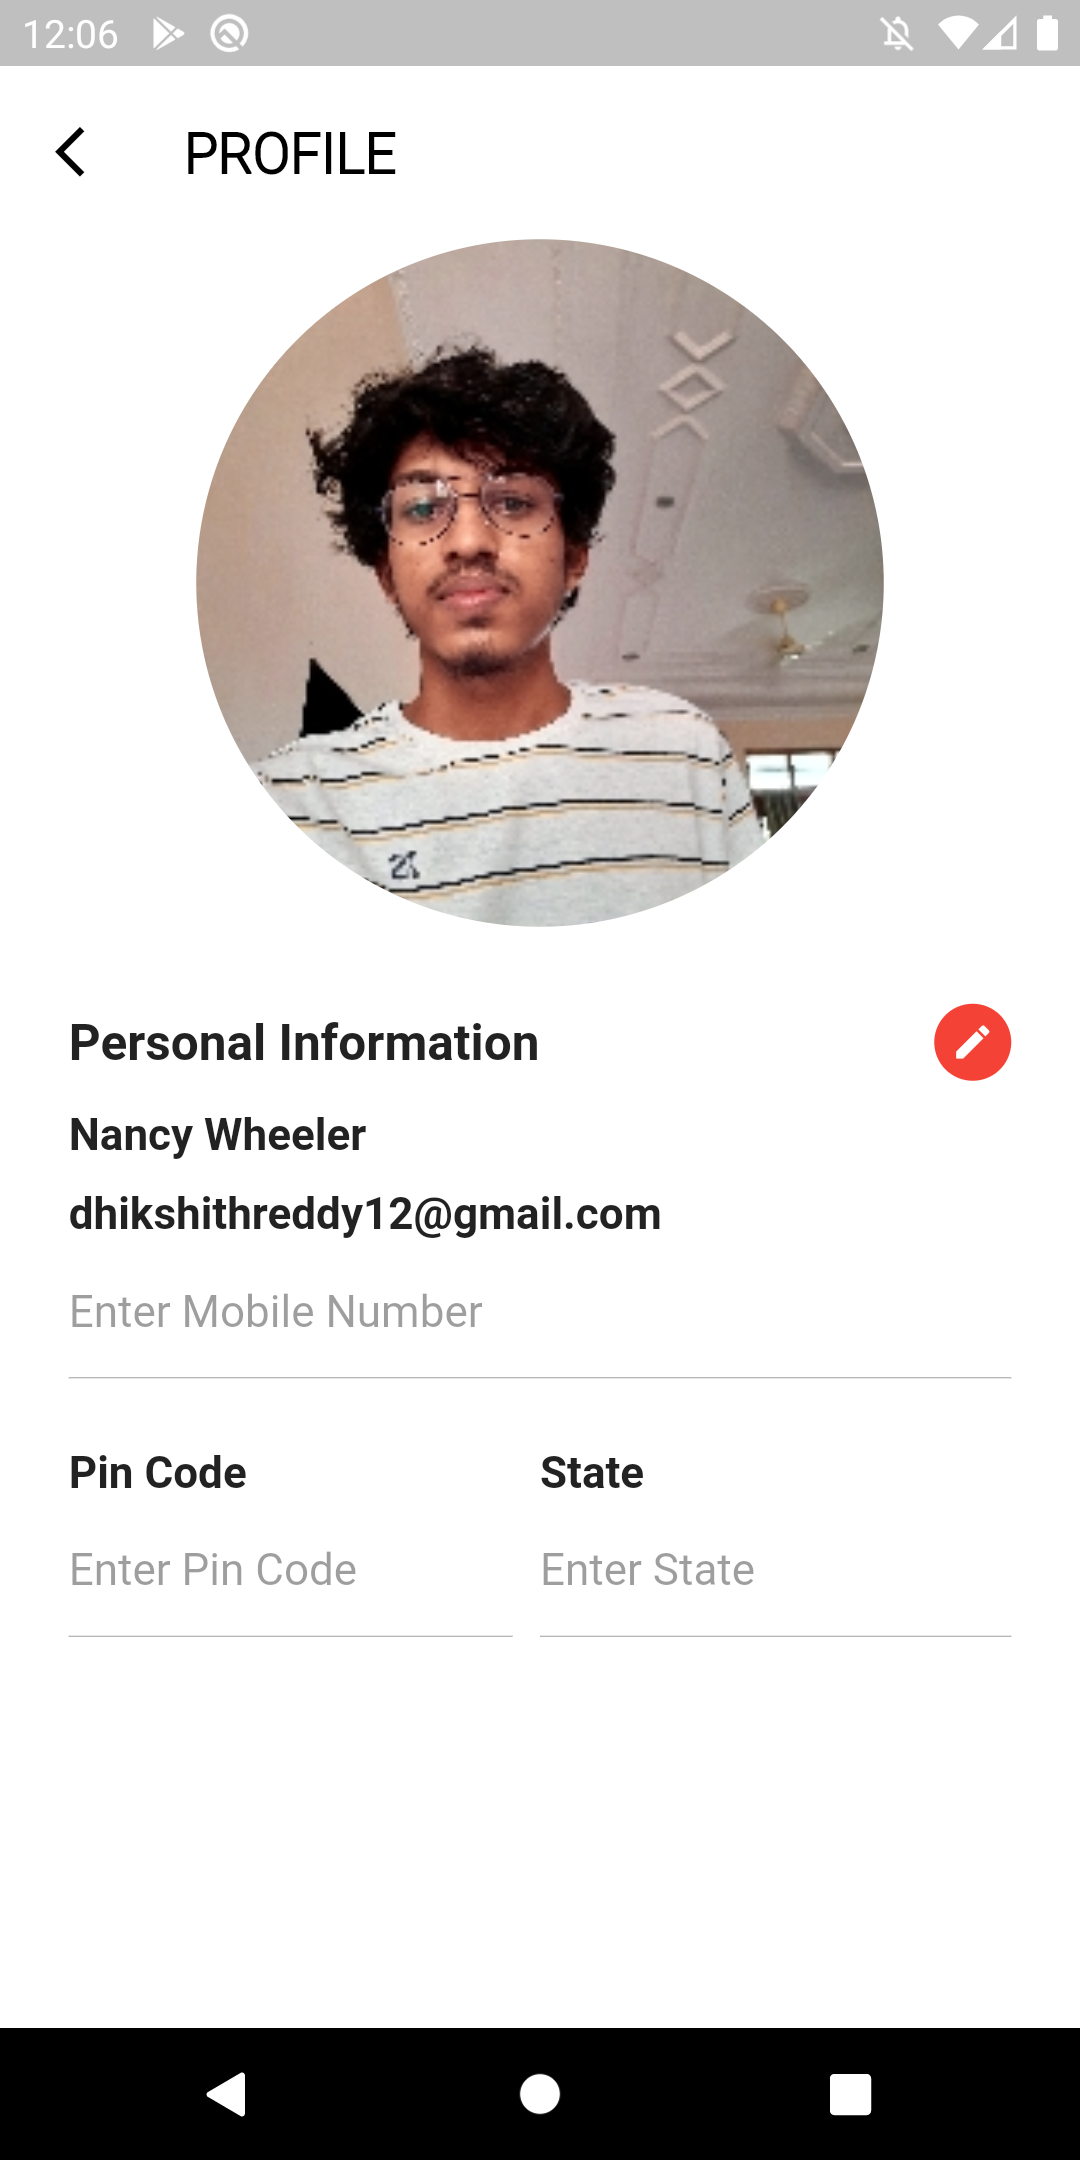 12:06
PROFILE
21
Personal Information
Nancy Wheeler
dhikshithreddy12@gmail.com
Enter Mobile Number
Pin Code State
Enter Pin Code Enter State